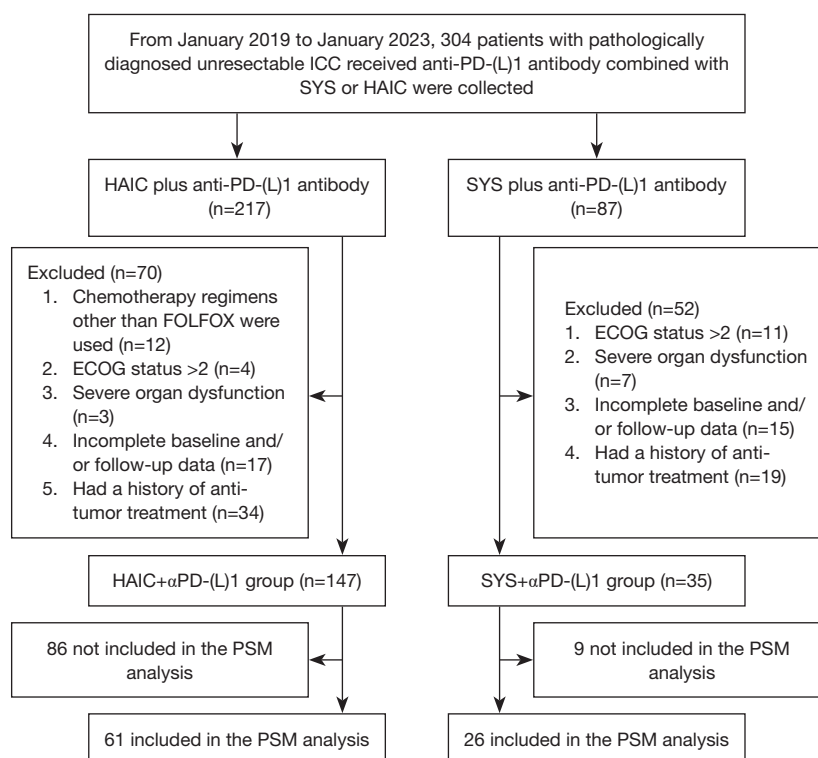 From January 2019 to January 2023, 304 patients with pathologically
diagnosed unresectable ICC received anti-PD-(L)1 antibody combined with
SYS or HAIC were collected
HAIC plus anti-PD-(L)1 antibody
(n=217)
SYS plus anti-PD-(L)1 antibody
(n=87)
Excluded (n=70)
1. Chemotherapy regimens
other than FOLFOX were
used (n=12)
2. ECOG status >2 (n=4)
3. Severe organ dysfunction
(n=3)
4. Incomplete baseline and/
or follow-up data (n=17)
5. Had a history of anti-
tumor treatment (n=34)
Excluded (n=52)
1. ECOG status >2 (n=11)
2. Severe organ dysfunction
(n=7)
3. Incomplete baseline and/
or follow-up data (n=15)
4. Had a history of anti-
tumor treatment (n=19)
HAIC+αPD-(L)1 group (n=147)
SYS+αPD-(L)1 group (n=35)
86 not included in the PSM
analysis
9 not included in the PSM
analysis
61 included in the PSM analysis
26 included in the PSM analysis